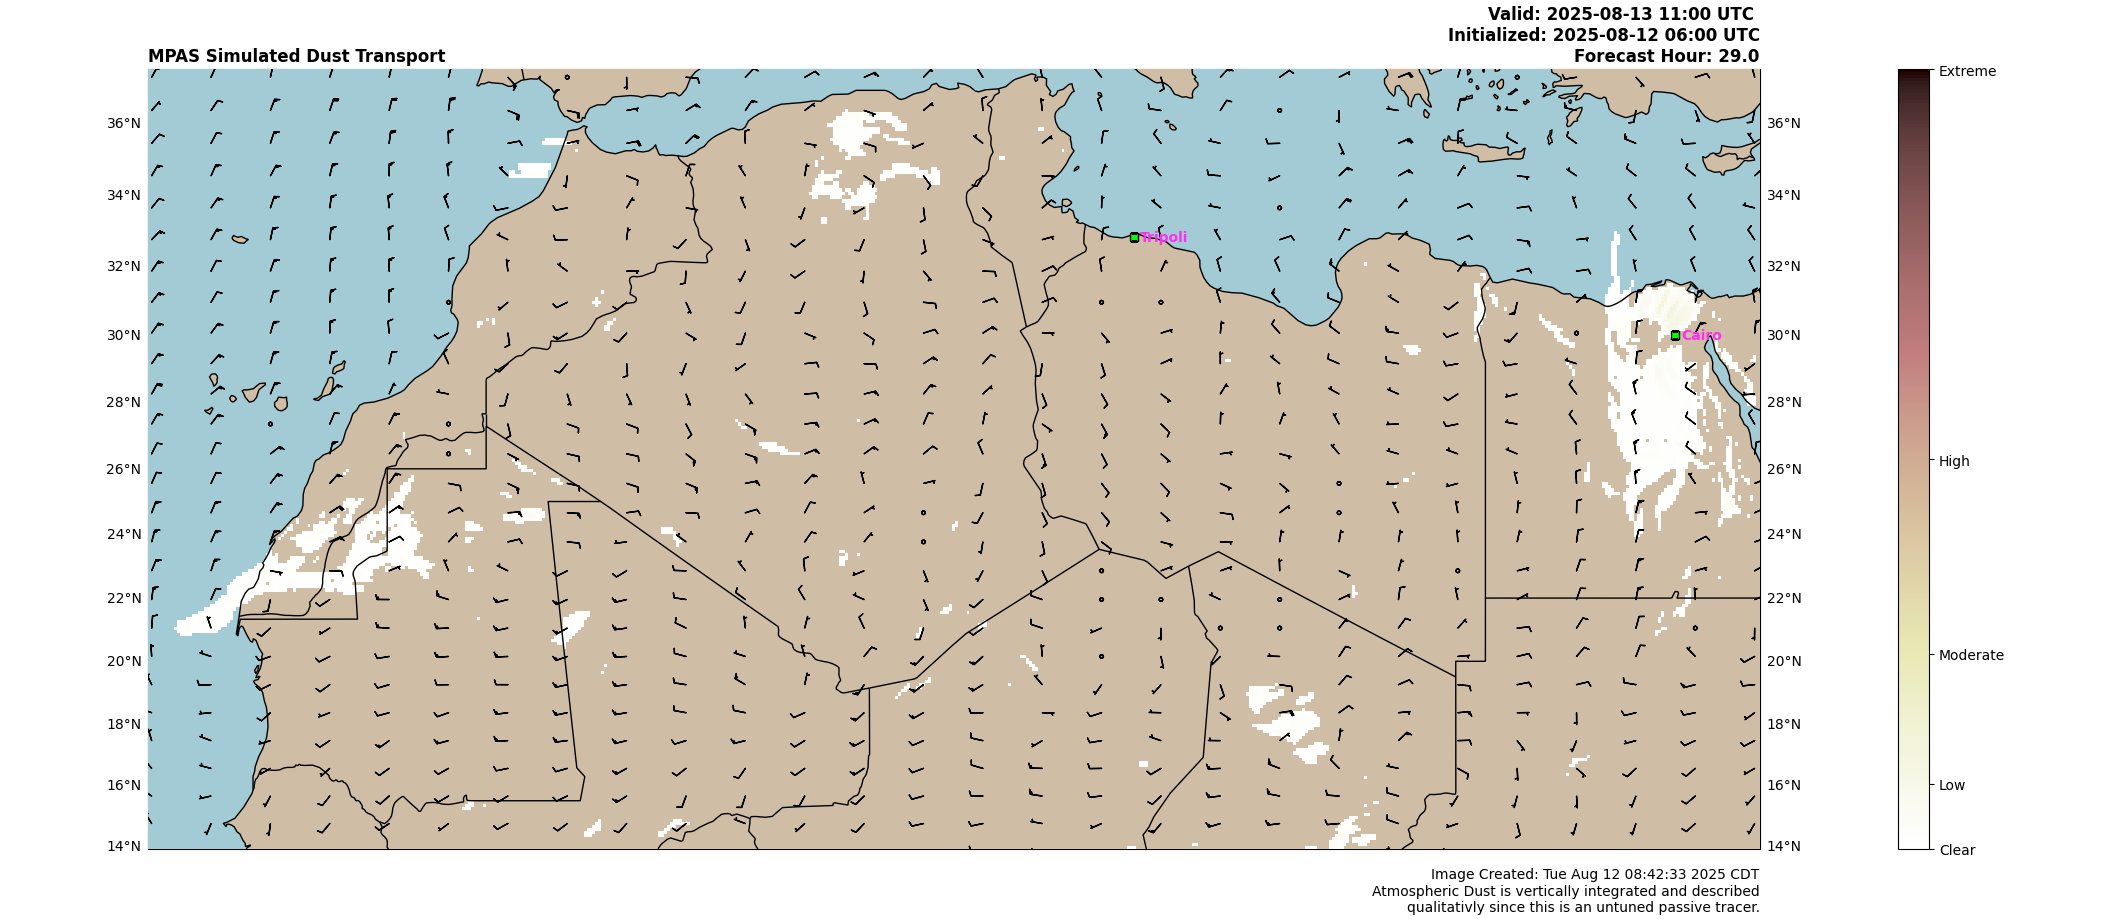 Valid: 2025-08-13 11:00 UTC
Initialized: 2025-08-12 06:00 UTC
MPAS Simulated Dust Transport
Forecast Hour: 29.0
Extreme
36°N
36°N
34°N
34°N
Tripoli
32°N
32°N
30°N
Cairo
30°N
28°N
28°N
26°N
26°N
High
24°N
24°N
22°N
22°N
20°N
20°N
Moderate
18°N
18°N
16°N
16°N
Low
14°N
14°N
Clear
Image Created: Tue Aug 12 08:42:33 2025 CDT
Atmospheric Dust is vertically integrated and described
qualitativly since this is an untuned passive tracer.